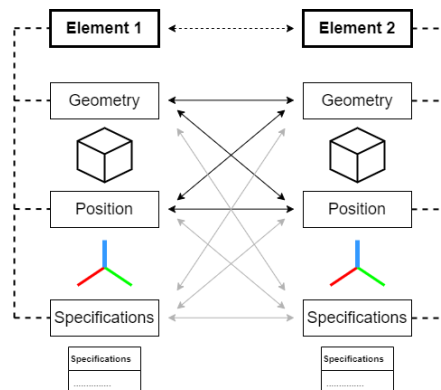 Element 1
Element 2
Geometry
Geometry
Position
Position
Specifications
Specifications
Specifications
Specifications